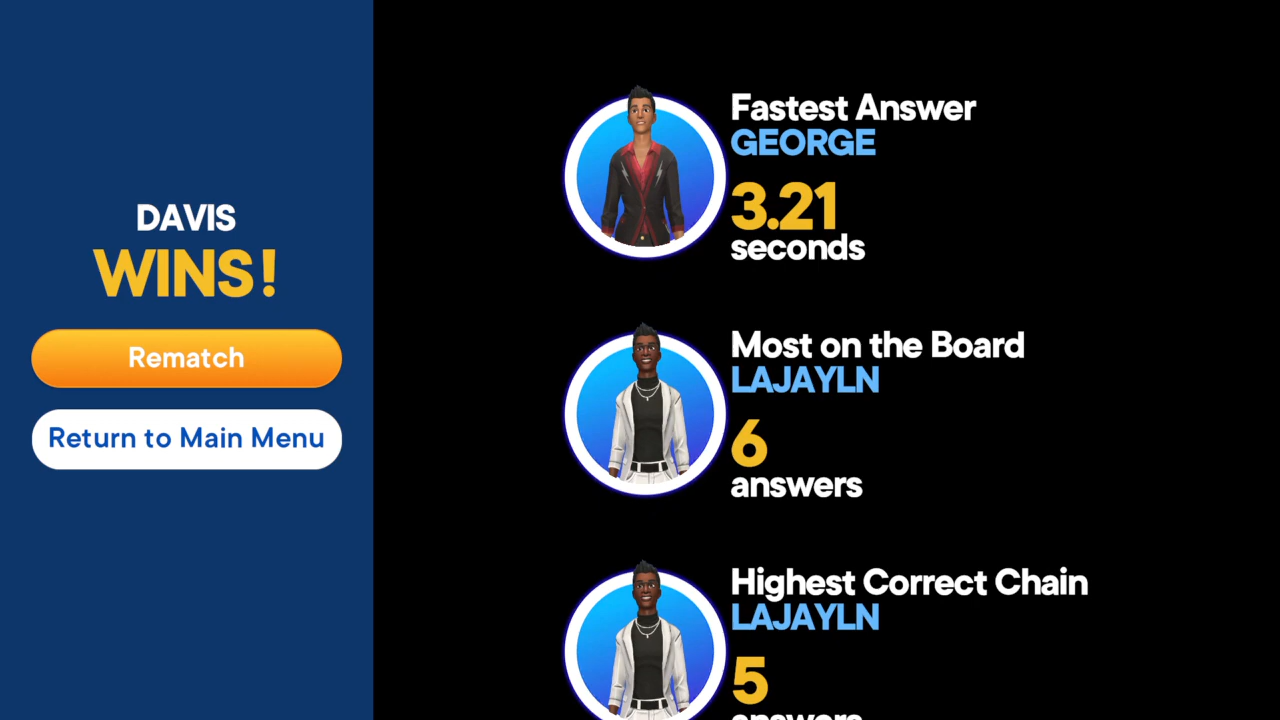 DAVIS
WINS!
Rematch
Return to Main Menu
Fastest Answer
GEORGE
3.21
seconds
Most on the Board
LAJAYLN
6
answers
Highest Correct Chain
LAJAYLN
5
answers